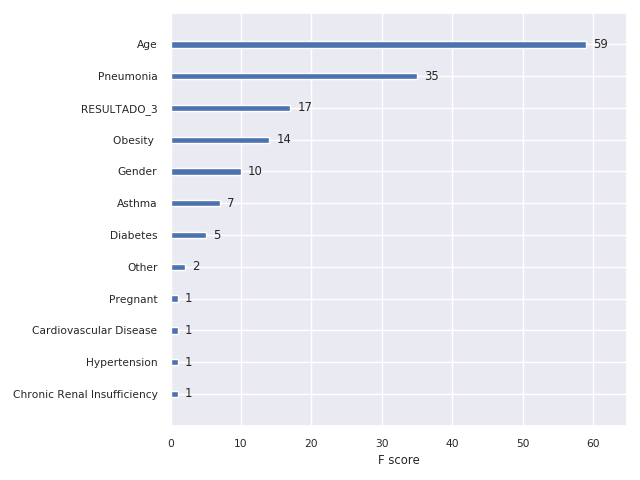 Age 59
Pneumonia 35
RESULTADO_3 17
Obesity 14
Gender 10
Asthma 7
Diabetes 5
Other 2
Pregnant 1
Cardiovascular Disease 1
Hypertension 1
Chronic Renal Insufficiency 1
0 10 20 30 40 50 60
F score